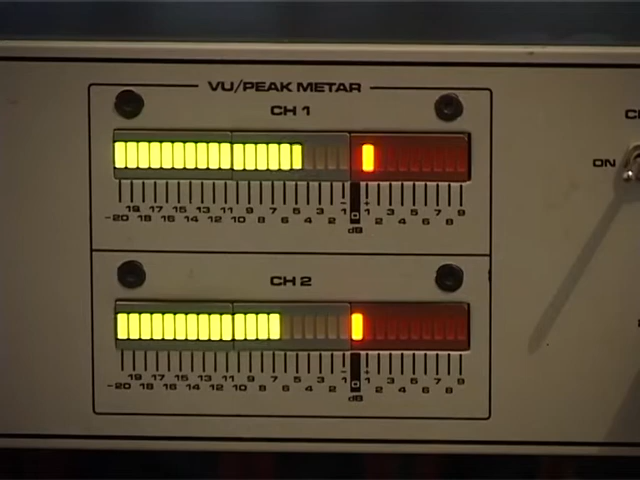 VU/PEAK METAR
CH 1
19 17 15 13 11 9 7 5 3 1 1 3 5 7 9
-20 18 16 14 12 10 8 6 4 2 0 2 4 6 8
dB
ON
CH 2
19 17 15 13 11 9 7 5 3 1 1 3 5 7 9
-20 18 16 14 12 10 8 6 4 2 0 2 4 6 8
dB